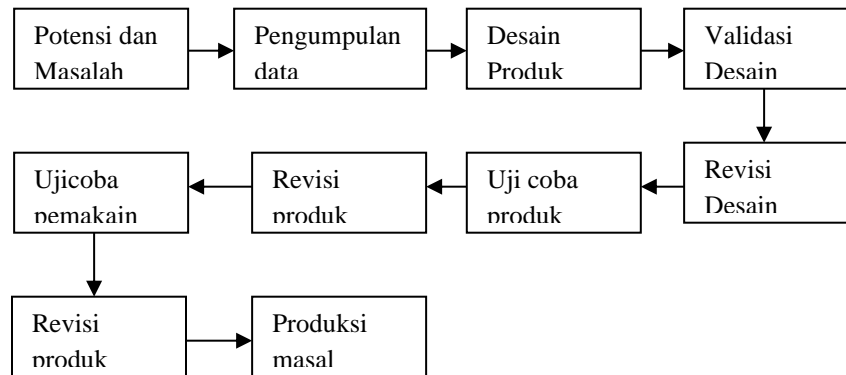 Potensi dan
Masalah
Pengumpulan
data
Desain
Produk
Validasi
Desain
Revisi
Desain
Uji coba
produk
Revisi
produk
Ujicoba
pemakain
Revisi
produk
Produksi
masal